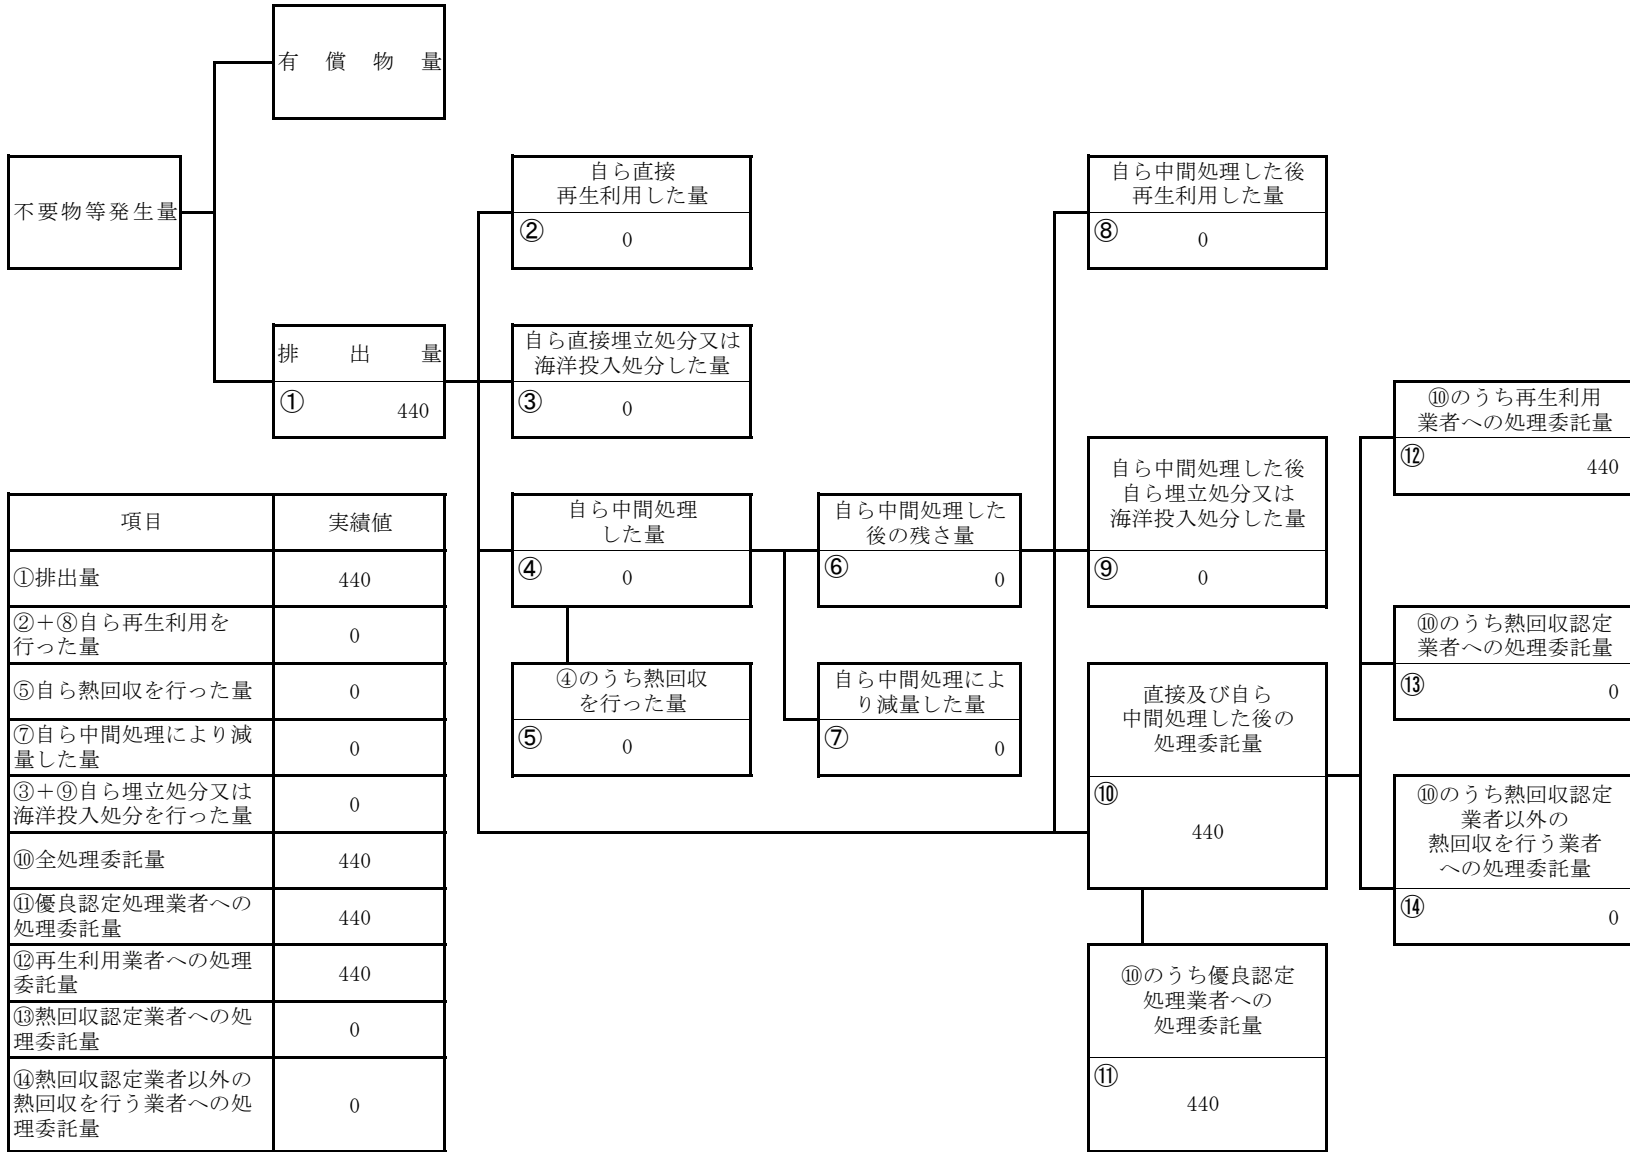 有償物量
不要物等発生量
排出量
①
440
自ら直接
再生利用した量
②
0
自ら直接埋立処分又は
海洋投入処分した量
③
0
自ら中間処理
した量
④
0
④のうち熱回収
を行った量
⑤
0
自ら中間処理した
後の残さ量
⑥
0
自ら中間処理によ
り減量した量
⑦
0
自ら中間処理した後
再生利用した量
⑧
0
自ら中間処理した後
自ら埋立処分又は
海洋投入処分した量
⑨
0
直接及び自ら
中間処理した後の
処理委託量
⑩
440
⑩のうち優良認定
処理業者への
処理委託量
⑪
440
⑩のうち再生利用
業者への処理委託量
⑫
440
⑩のうち熱回収認定
業者への処理委託量
⑬
0
⑩のうち熱回収認定
業者以外の
熱回収を行う業者
への処理委託量
⑭
0
項目 実績値
①排出量 440
②＋⑧自ら再生利用を
行った量
0
⑤自ら熱回収を行った量 0
⑦自ら中間処理により減
量した量
0
③＋⑨自ら埋立処分又は
海洋投入処分を行った量
0
⑩全処理委託量 440
⑪優良認定処理業者への
処理委託量
440
⑫再生利用業者への処理
委託量
440
⑬熱回収認定業者への処
理委託量
0
⑭熱回収認定業者以外の
熱回収を行う業者への処
理委託量
0